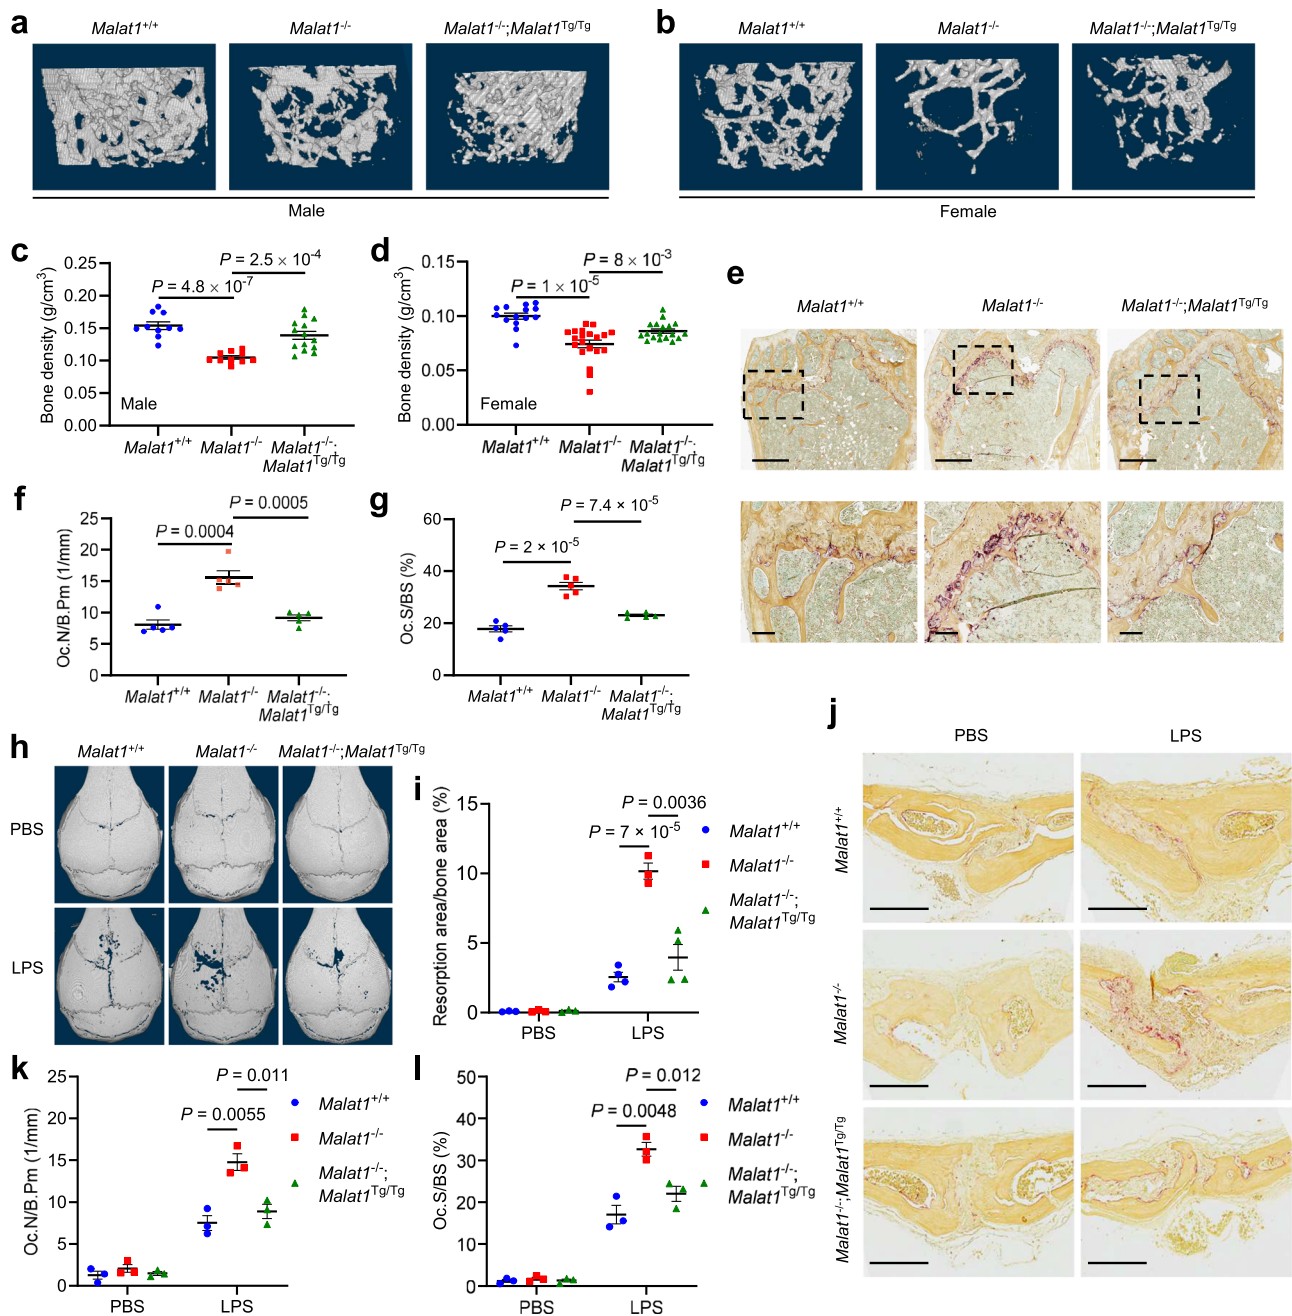 a
Malat1+/+ Malat1-/- Malat1-/-;Malat1Tg/Tg
Male
b
Malat1+/+ Malat1-/- Malat1-/-;Malat1Tg/Tg
Female
c
Bone density (g/cm3)
0.25
0.20
0.15
0.10
0.05
0.00
P = 2.5 × 10-4
P = 4.8 × 10-7
Male
Malat1+/+ Malat1-/- Malat1-/-;
Malat1Tg/Tg
d
Bone density (g/cm3)
0.15
0.10
0.05
0.00
P = 8 × 10-3
P = 1 × 10-5
Female
Malat1+/+ Malat1-/- Malat1-/-;
Malat1Tg/Tg
e
Malat1+/+ Malat1-/- Malat1-/-;Malat1Tg/Tg
f
Oc.N/B.Pm (1/mm)
25
20
15
10
5
0
P = 0.0005
P = 0.0004
Malat1+/+ Malat1-/- Malat1-/-;
Malat1Tg/Tg
g
Oc.S/BS (%)
60
40
20
0
P = 7.4 × 10-5
P = 2 × 10-5
Malat1+/+ Malat1-/- Malat1-/-;
Malat1Tg/Tg
h
Malat1+/+ Malat1-/- Malat1-/-;Malat1Tg/Tg
PBS
LPS
i
Resorption area/bone area (%)
15
10
5
0
P = 0.0036
P = 7 × 10-5
PBS LPS
Malat1+/+
Malat1-/-
Malat1-/-;
Malat1Tg/Tg
j
PBS LPS
Malat1+/+
Malat1-/-
Malat1-/-;Malat1Tg/Tg
k
Oc.N/B.Pm (1/mm)
25
20
15
10
5
0
P = 0.011
P = 0.0055
PBS LPS
Malat1+/+
Malat1-/-
Malat1-/-;
Malat1Tg/Tg
l
Oc.S/BS (%)
50
40
30
20
10
0
P = 0.012
P = 0.0048
PBS LPS
Malat1+/+
Malat1-/-
Malat1-/-;
Malat1Tg/Tg